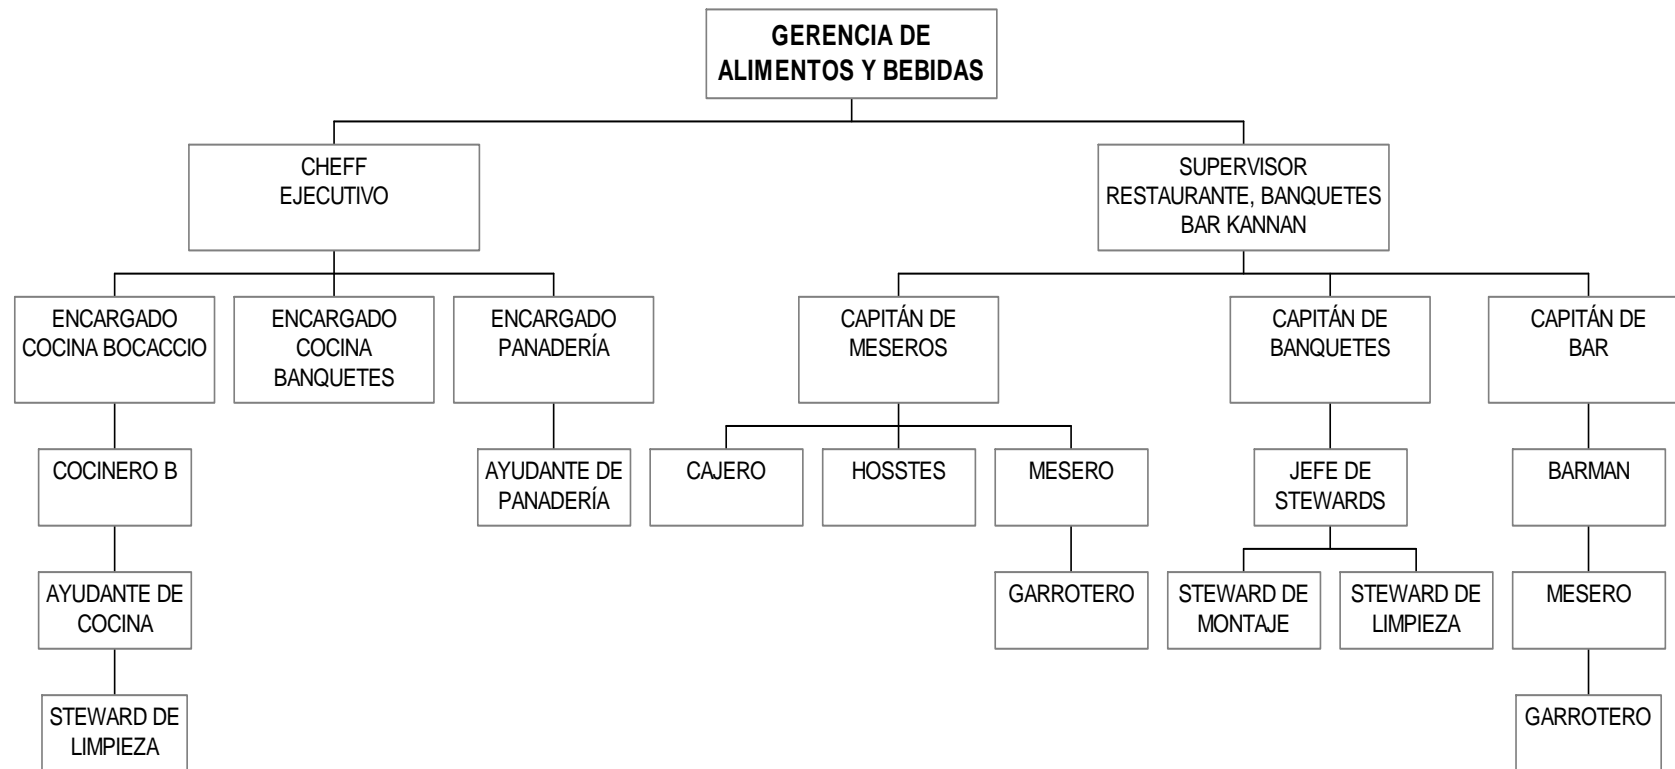 GERENCIA DE
ALIMENTOS Y BEBIDAS
CHEFF
EJECUTIVO
SUPERVISOR
RESTAURANTE, BANQUETES
BAR KANNAN
ENCARGADO
COCINA BOCACCIO
ENCARGADO
COCINA
BANQUETES
ENCARGADO
PANADERÍA
CAPITÁN DE
MESEROS
CAPITÁN DE
BANQUETES
CAPITÁN DE
BAR
COCINERO B
AYUDANTE DE
PANADERÍA
CAJERO
HOSSTES
MESERO
JEFE DE
STEWARDS
BARMAN
AYUDANTE DE
COCINA
GARROTERO
STEWARD DE
MONTAJE
STEWARD DE
LIMPIEZA
MESERO
STEWARD DE
LIMPIEZA
GARROTERO